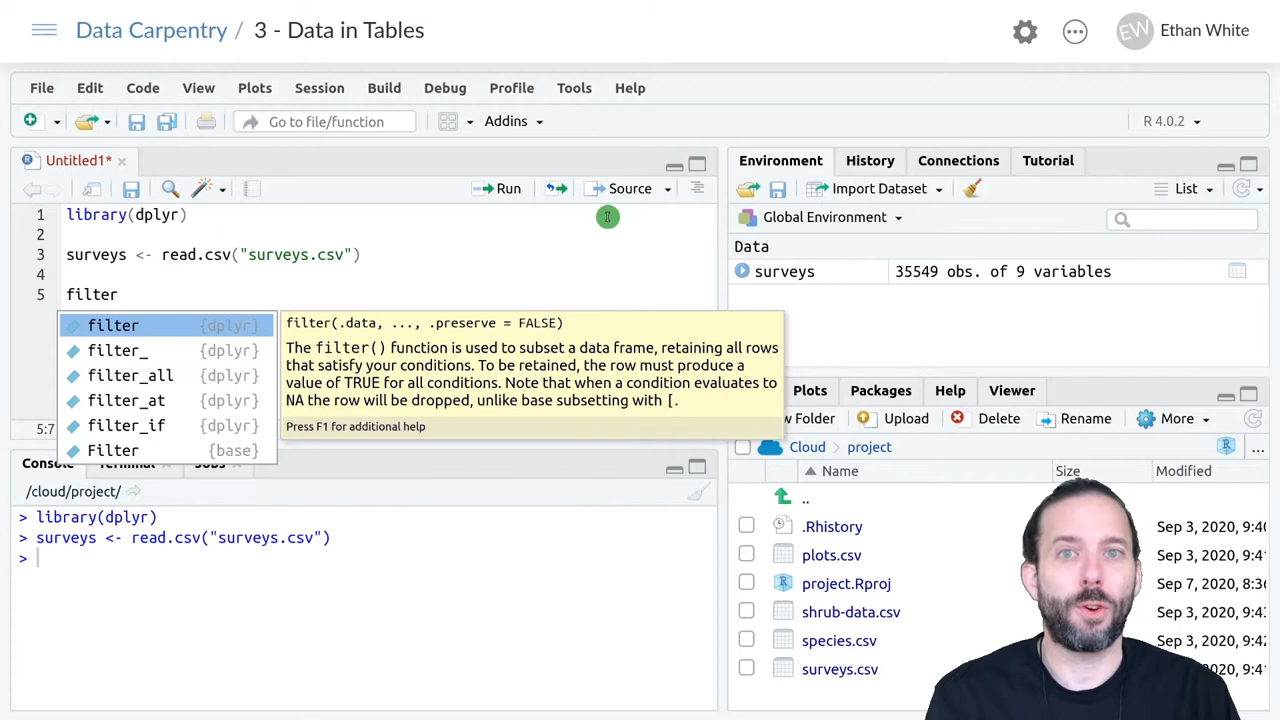 Data Carpentry / 3 - Data in Tables
EW Ethan White
File Edit Code View Plots Session Build Debug Profile Tools Help
Go to file/function
Addins
R 4.0.2
Untitled1*
Run
Source
1 library(dplyr)
2
3 surveys <- read.csv("surveys.csv")
4
5 filter
filter {dplyr}
filter_ {dplyr}
filter_all {dplyr}
filter_at {dplyr}
filter_if {dplyr}
Filter {base}
filter(.data, ..., .preserve = FALSE)
The filter() function is used to subset a data frame, retaining all rows
that satisfy your conditions. To be retained, the row must produce a
value of TRUE for all conditions. Note that when a condition evaluates to
NA the row will be dropped, unlike base subsetting with [.
Press F1 for additional help
5:7
Console Terminal Jobs
/cloud/project/
> library(dplyr)
> surveys <- read.csv("surveys.csv")
>
Environment History Connections Tutorial
Import Dataset
List
Global Environment
Data
surveys 35549 obs. of 9 variables
Plots Packages Help Viewer
Folder Upload Delete Rename More
Cloud project ...
Name Size Modified
..
.Rhistory Sep 3, 2020, 9:40
plots.csv Sep 3, 2020, 9:40
project.Rproj Sep 7, 2020, 8:36
shrub-data.csv Sep 3, 2020, 9:4
species.csv 2020, 9:4
surveys.csv 2020, 9:41